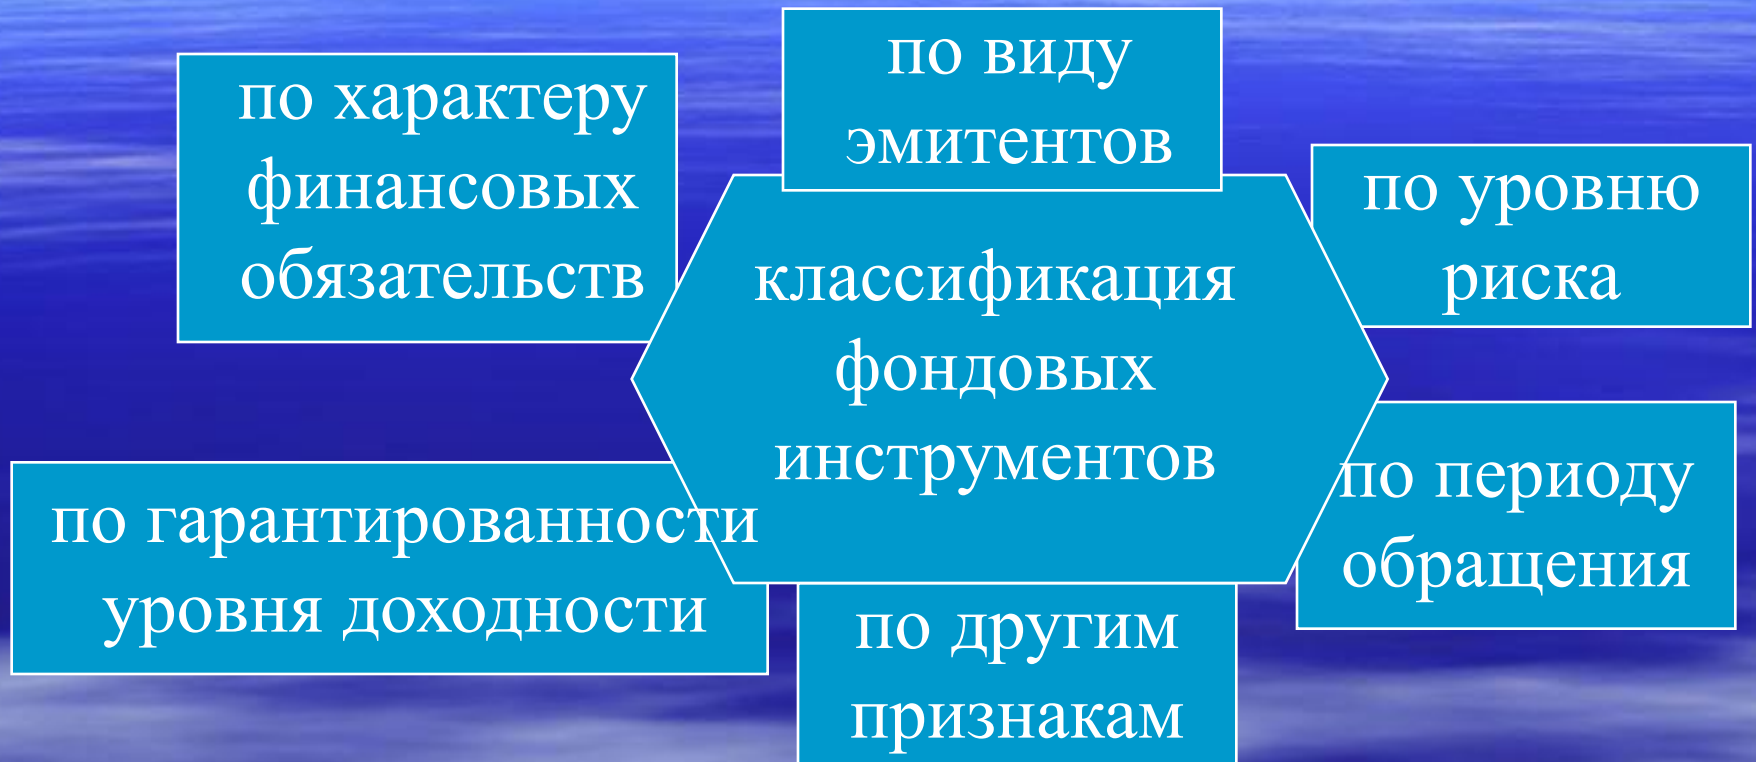 по виду
эмитентов
по характеру
финансовых
обязательств
по уровню
риска
классификация
фондовых
инструментов
по гарантированности
уровня доходности
по периоду
обращения
по другим
признакам